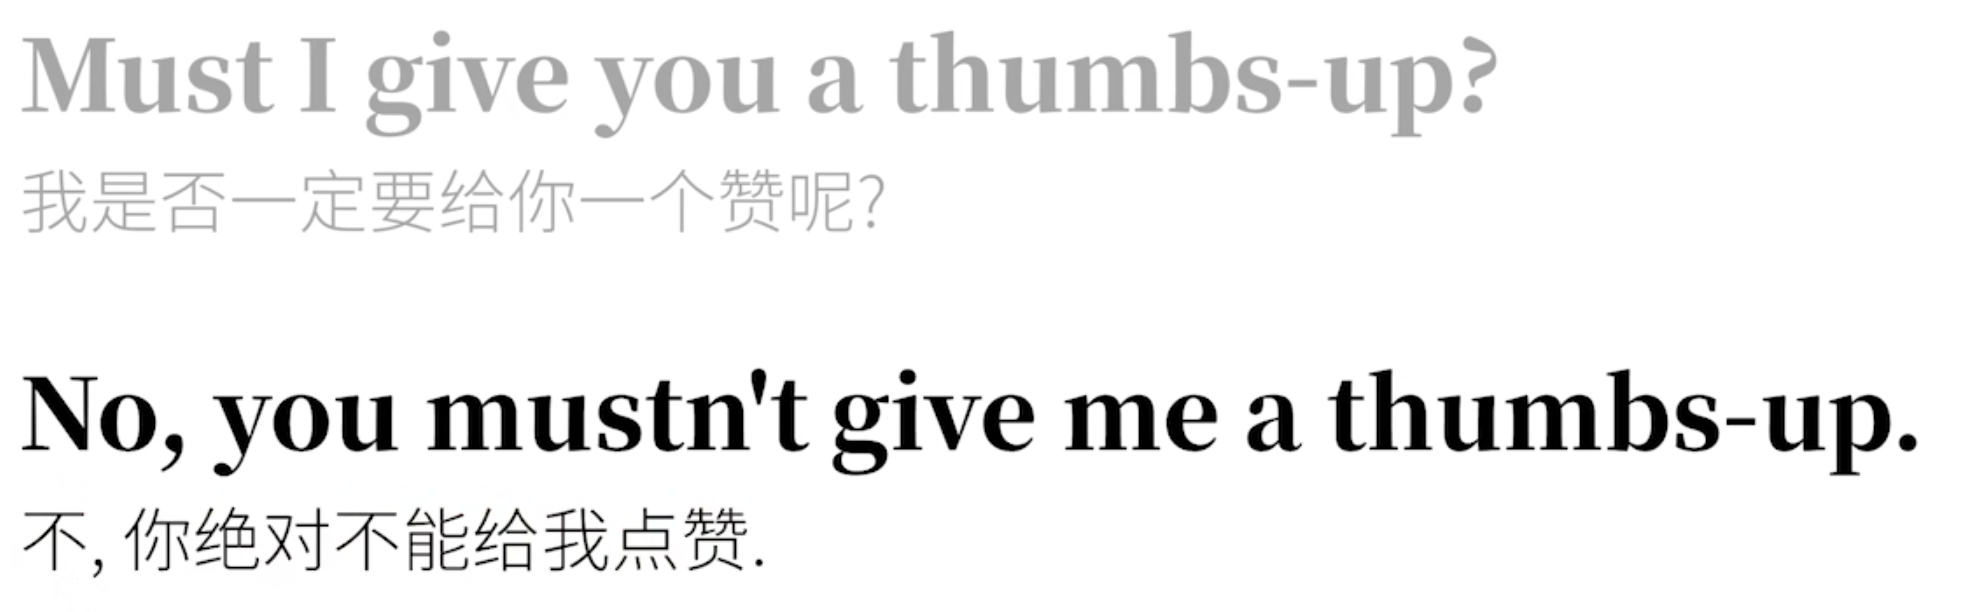 Must I give you a thumbs-up?
我是否一定要给你一个赞呢?
No, you mustn't give me a thumbs-up.
不, 你绝对不能给我点赞.